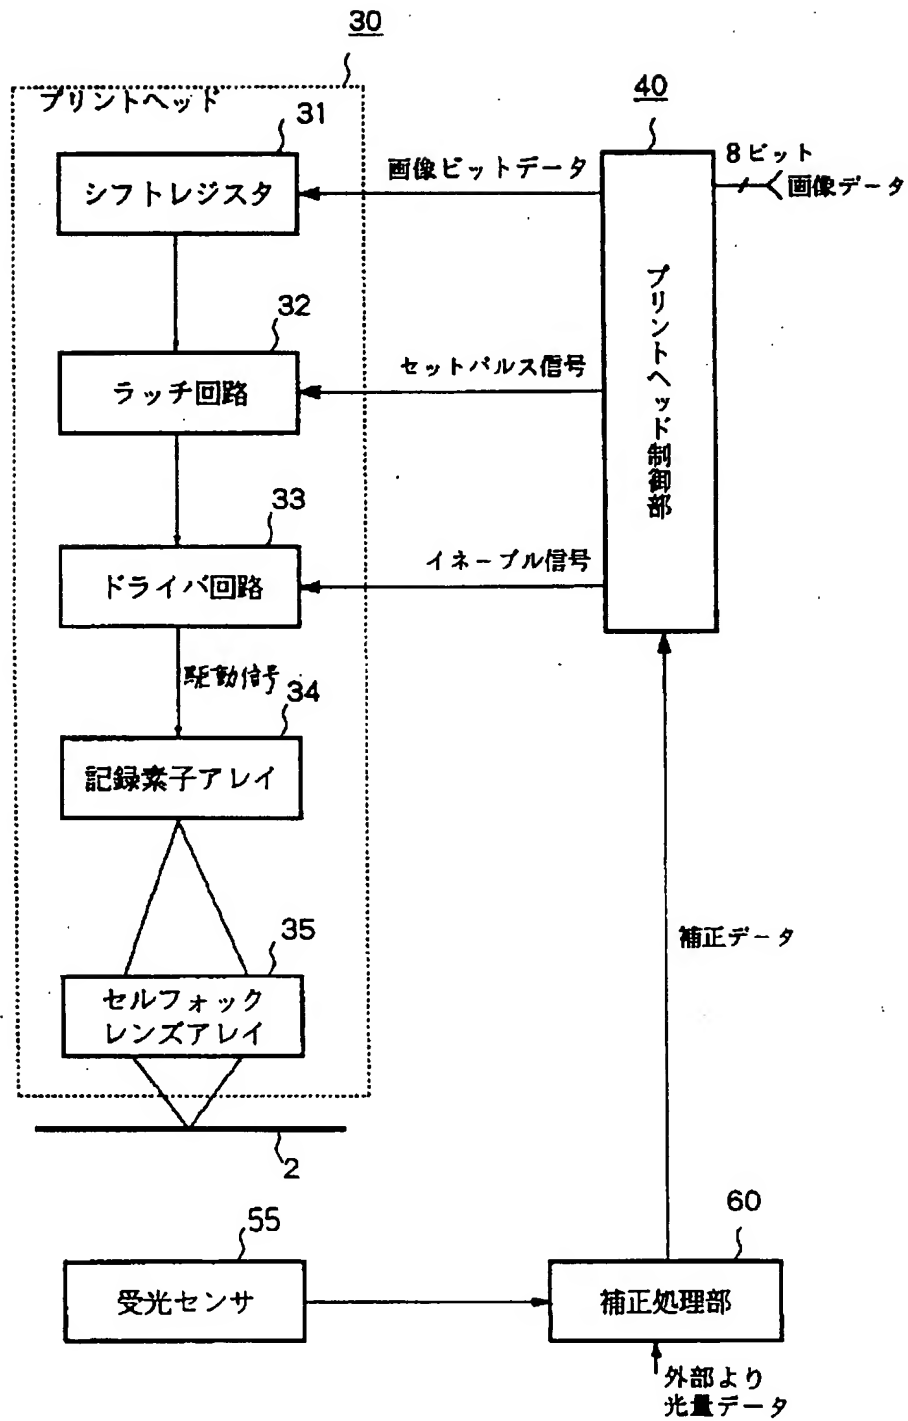 30
プリントヘッド
31
シフトレジスタ
画像ビットデータ
40
8ビット
画像データ
プリントヘッド制御部
32
ラッチ回路
セットパルス信号
33
ドライバ回路
イネーブル信号
駆動信号
34
記録素子アレイ
35
セルフォック
レンズアレイ
補正データ
2
55
受光センサ
60
補正処理部
外部より
光量データ